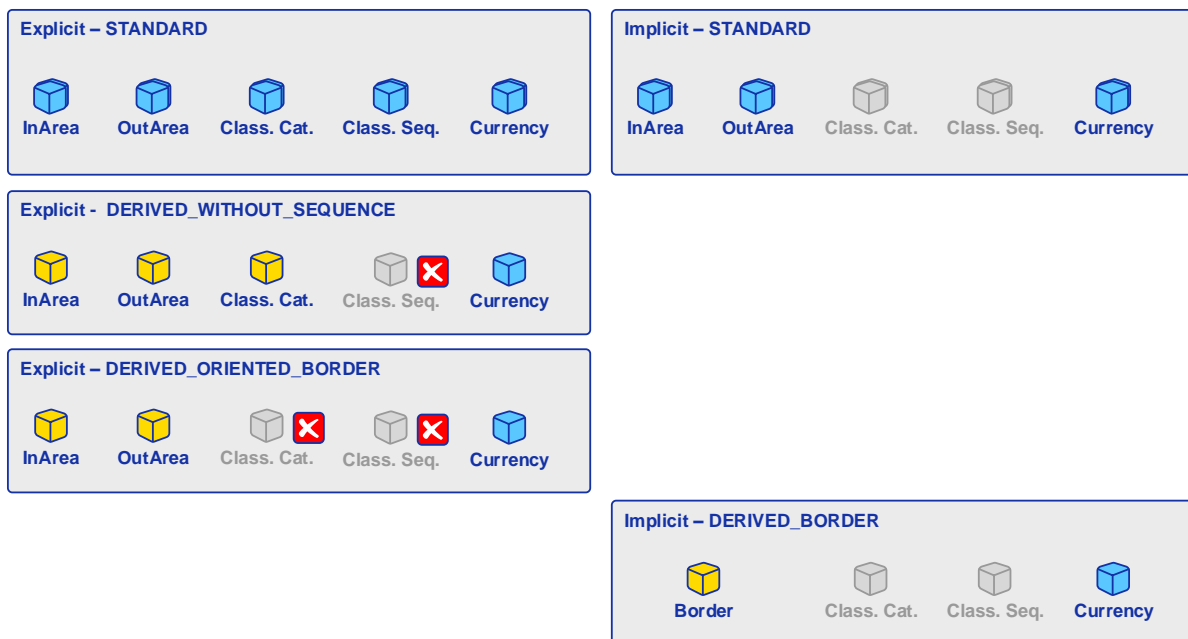 Explicit – STANDARD
InArea OutArea Class. Cat. Class. Seq. Currency
Implicit – STANDARD
InArea OutArea Class. Cat. Class. Seq. Currency
Explicit - DERIVED_WITHOUT_SEQUENCE
InArea OutArea Class. Cat. Class. Seq. Currency
Explicit – DERIVED_ORIENTED_BORDER
InArea OutArea Class. Cat. Class. Seq. Currency
Implicit – DERIVED_BORDER
Border Class. Cat. Class. Seq. Currency